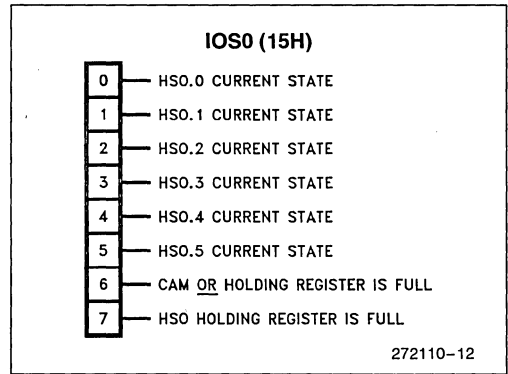 IOS0 (15H)
0 HSO.0 CURRENT STATE
1 HSO.1 CURRENT STATE
2 HSO.2 CURRENT STATE
3 HSO.3 CURRENT STATE
4 HSO.4 CURRENT STATE
5 HSO.5 CURRENT STATE
6 CAM OR HOLDING REGISTER IS FULL
7 HSO HOLDING REGISTER IS FULL
272110–12